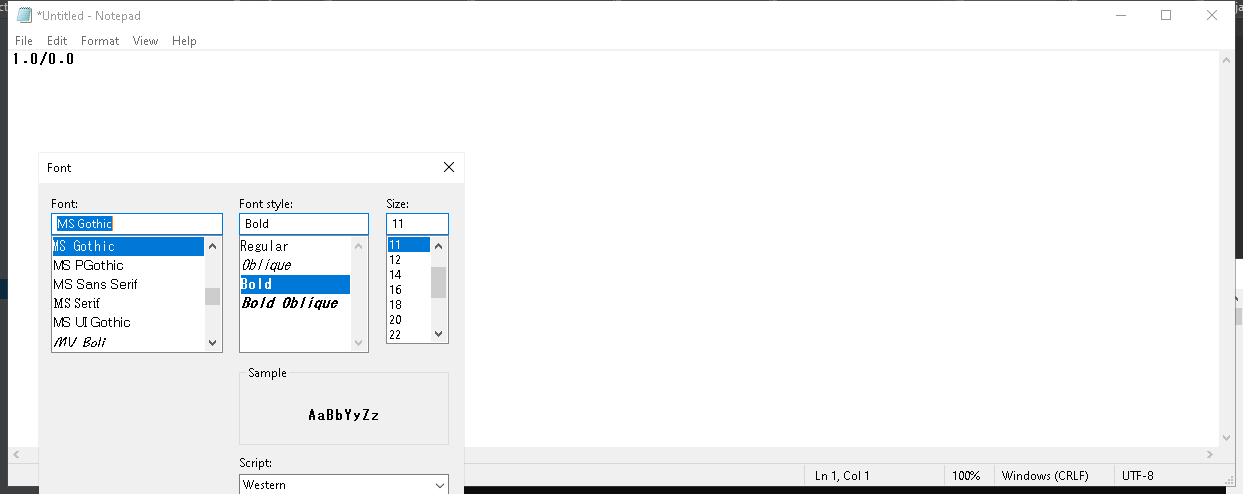 *Untitled - Notepad
File Edit Format View Help
1.0/0.0
Font
Font: Font style: Size:
MS Gothic Bold 11
MS Gothic
MS PGothic
MS Sans Serif
MS Serif
MS UI Gothic
MV Boli
Regular
Oblique
Bold
Bold Oblique
11
12
14
16
18
20
22
Sample
AaBbYyZz
Script:
Western
Ln 1, Col 1 100% Windows (CRLF) UTF-8